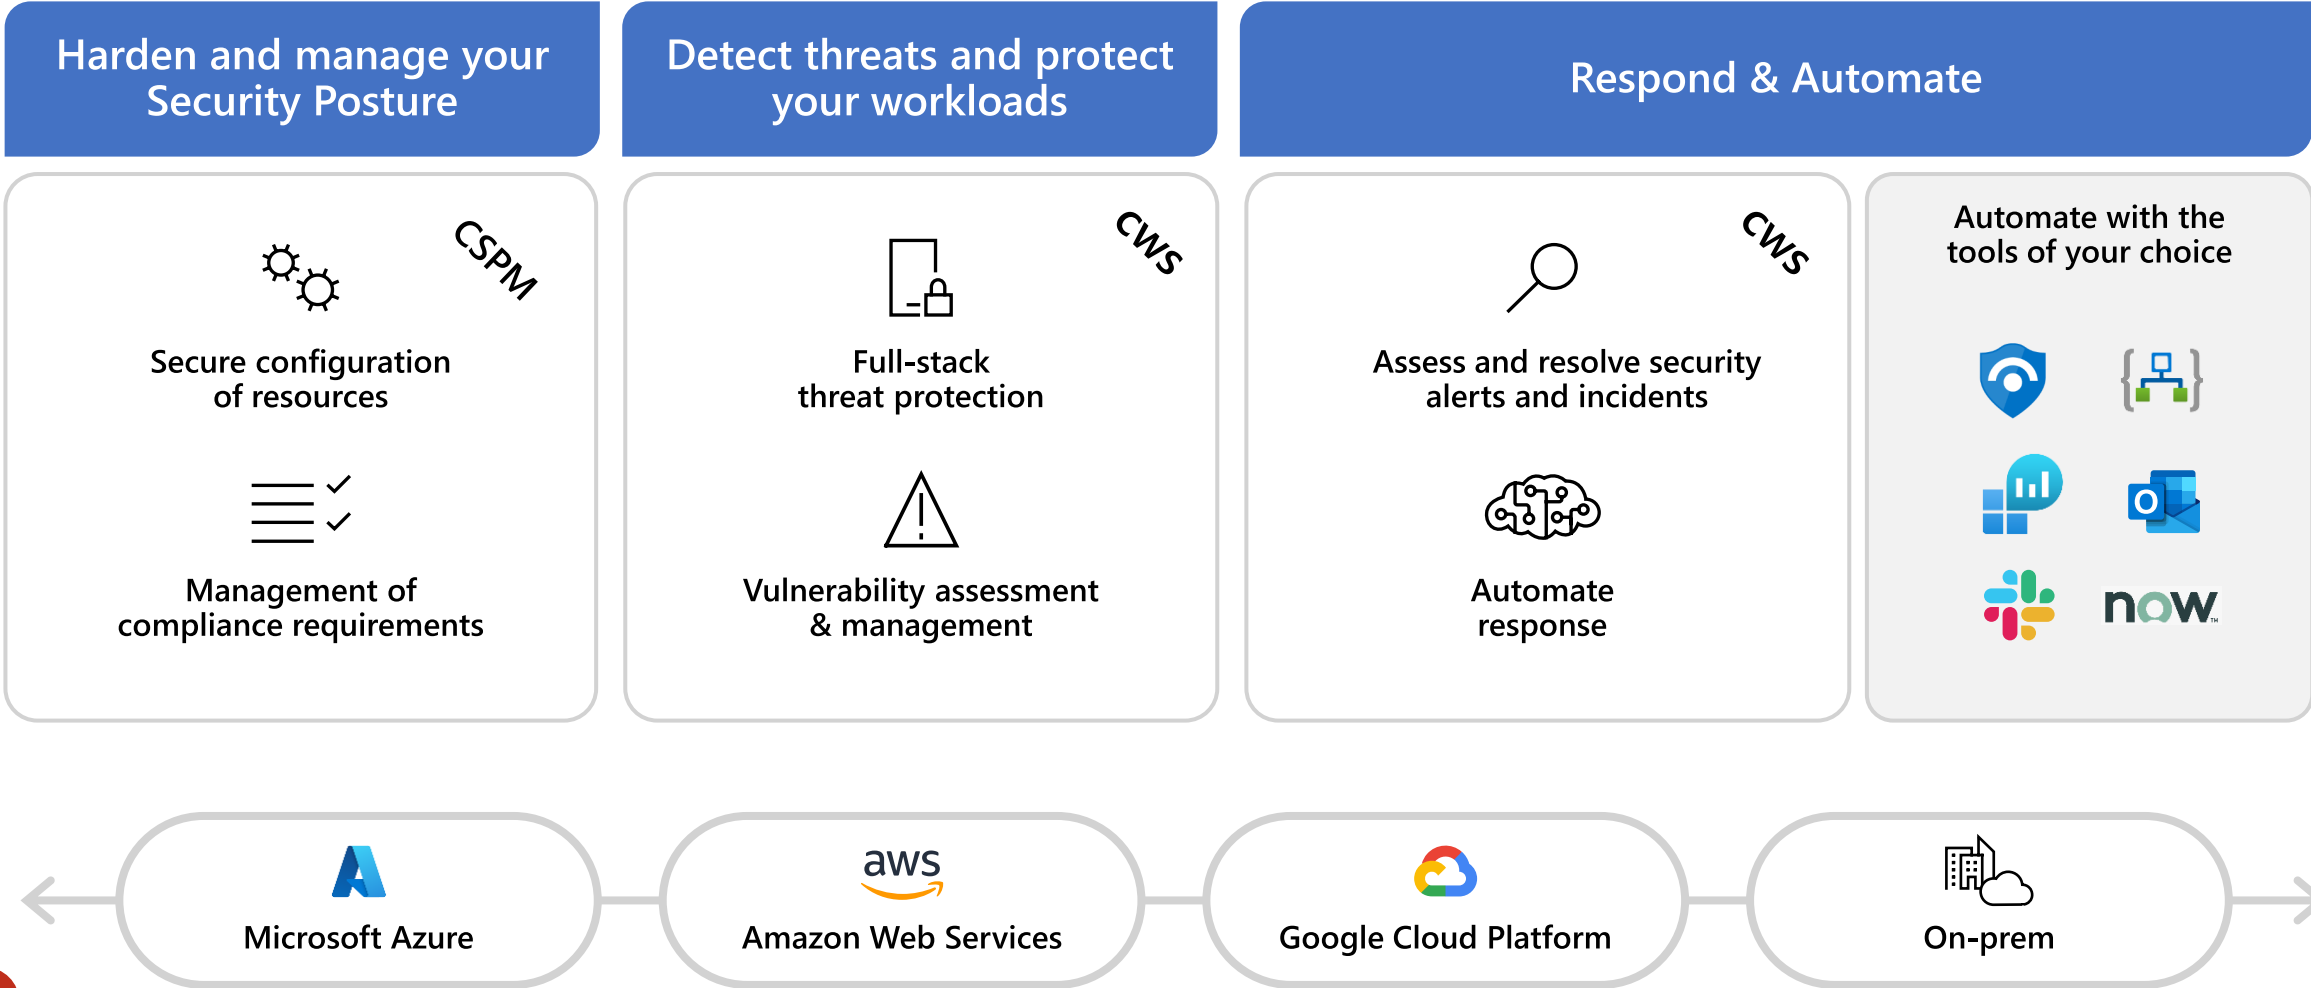 Harden and manage your
Security Posture
Detect threats and protect
your workloads
Respond & Automate
CSPM
Secure configuration
of resources
Management of
compliance requirements
CWS
Full-stack
threat protection
Vulnerability assessment
& management
CWS
Assess and resolve security
alerts and incidents
Automate
response
Automate with the
tools of your choice
O
now™
Microsoft Azure
aws
Amazon Web Services
Google Cloud Platform
On-prem